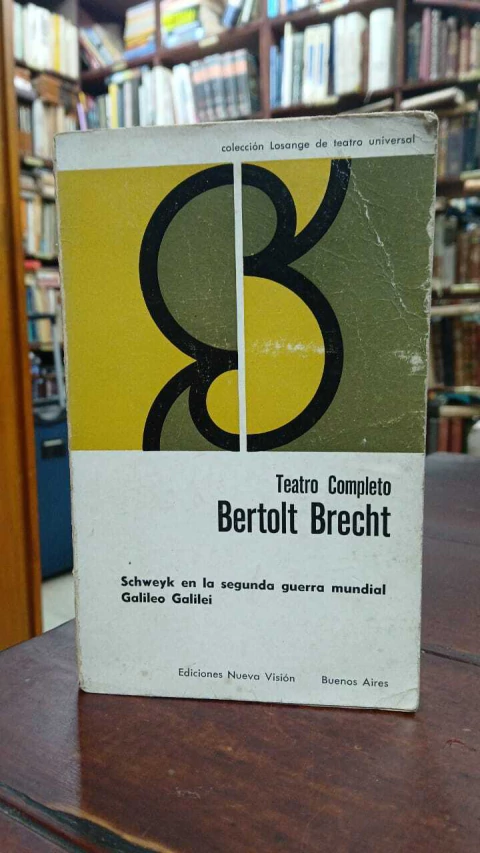 colección Losange de teatro universal
Teatro Completo
Bertolt Brecht
Schweyk en la segunda guerra mundial
Galileo Galilei
Ediciones Nueva Visión Buenos Aires